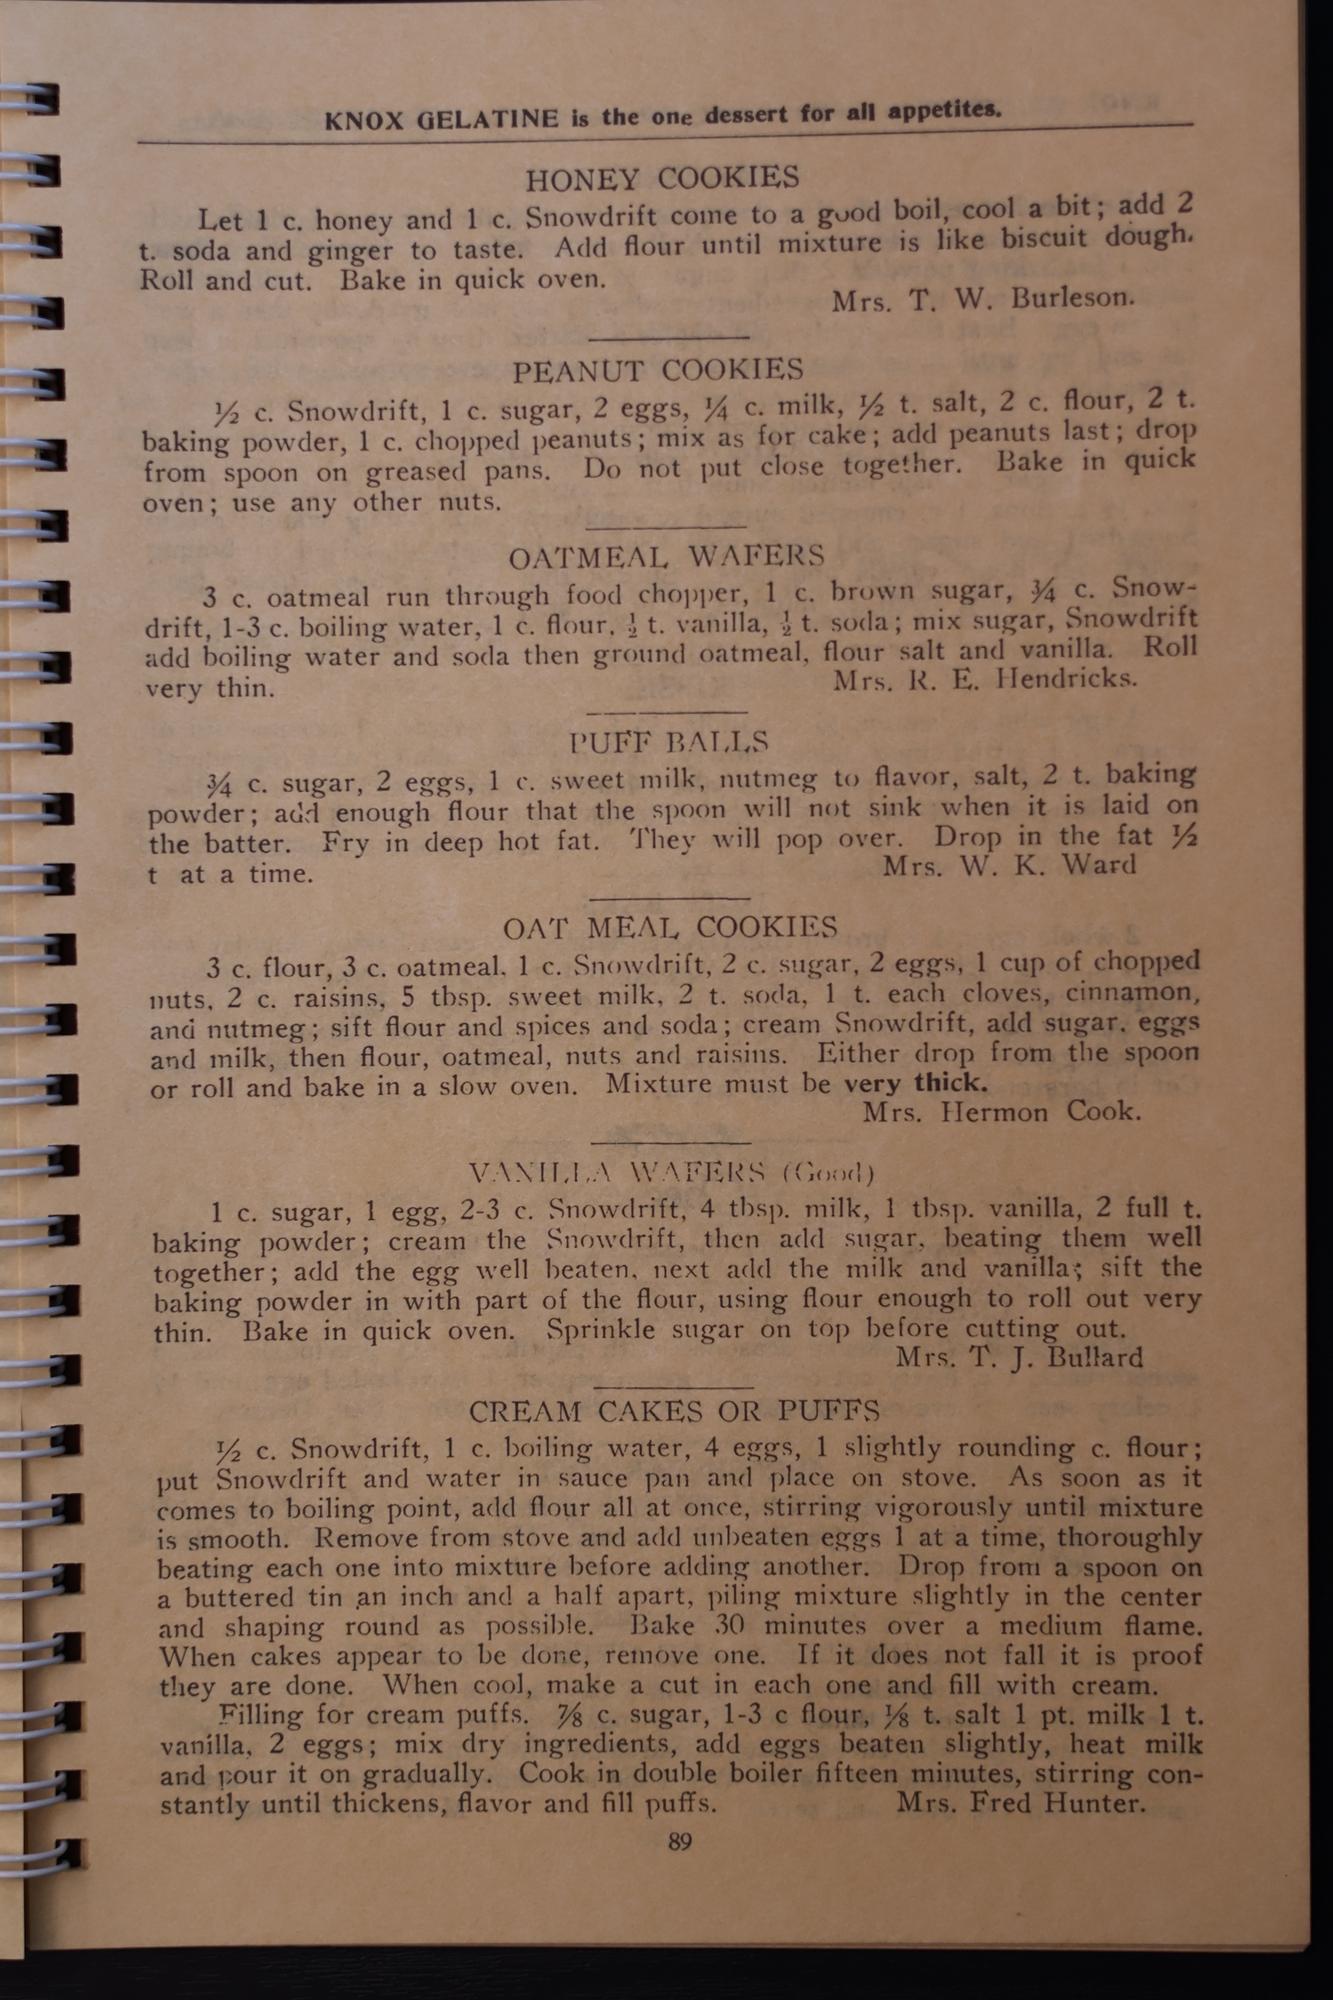 KNOX GELATINE is the one dessert for all appetites.
HONEY COOKIES
Let 1 c. honey and 1 c. Snowdrift come to a good boil, cool a bit; add 2
t. soda and ginger to taste. Add flour until mixture is like biscuit dough.
Roll and cut. Bake in quick oven.
Mrs. T. W. Burleson.
PEANUT COOKIES
½ c. Snowdrift, 1 c. sugar, 2 eggs, ¼ c. milk, ½ t. salt, 2 c. flour, 2 t.
baking powder, 1 c. chopped peanuts; mix as for cake; add peanuts last; drop
from spoon on greased pans. Do not put close together. Bake in quick
oven; use any other nuts.
OATMEAL WAFERS
3 c. oatmeal run through food chopper, 1 c. brown sugar, ¾ c. Snow-
drift, 1-3 c. boiling water, 1 c. flour, ½ t. vanilla, ½ t. soda; mix sugar, Snowdrift
add boiling water and soda then ground oatmeal, flour salt and vanilla. Roll
very thin. Mrs. R. E. Hendricks.
PUFF BALLS
¾ c. sugar, 2 eggs, 1 c. sweet milk, nutmeg to flavor, salt, 2 t. baking
powder; add enough flour that the spoon will not sink when it is laid on
the batter. Fry in deep hot fat. They will pop over. Drop in the fat ½
t at a time. Mrs. W. K. Ward
OAT MEAL COOKIES
3 c. flour, 3 c. oatmeal, 1 c. Snowdrift, 2 c. sugar, 2 eggs, 1 cup of chopped
nuts, 2 c. raisins, 5 tbsp. sweet milk, 2 t. soda, 1 t. each cloves, cinnamon,
and nutmeg; sift flour and spices and soda; cream Snowdrift, add sugar, eggs
and milk, then flour, oatmeal, nuts and raisins. Either drop from the spoon
or roll and bake in a slow oven. Mixture must be very thick.
Mrs. Hermon Cook.
VANILLA WAFERS (Good)
1 c. sugar, 1 egg, 2-3 c. Snowdrift, 4 tbsp. milk, 1 tbsp. vanilla, 2 full t.
baking powder; cream the Snowdrift, then add sugar, beating them well
together; add the egg well beaten, next add the milk and vanilla; sift the
baking powder in with part of the flour, using flour enough to roll out very
thin. Bake in quick oven. Sprinkle sugar on top before cutting out.
Mrs. T. J. Bullard
CREAM CAKES OR PUFFS
½ c. Snowdrift, 1 c. boiling water, 4 eggs, 1 slightly rounding c. flour;
put Snowdrift and water in sauce pan and place on stove. As soon as it
comes to boiling point, add flour all at once, stirring vigorously until mixture
is smooth. Remove from stove and add unbeaten eggs 1 at a time, thoroughly
beating each one into mixture before adding another. Drop from a spoon on
a buttered tin an inch and a half apart, piling mixture slightly in the center
and shaping round as possible. Bake 30 minutes over a medium flame.
When cakes appear to be done, remove one. If it does not fall it is proof
they are done. When cool, make a cut in each one and fill with cream.
Filling for cream puffs. ⅞ c. sugar, 1-3 c flour, ⅛ t. salt 1 pt. milk 1 t.
vanilla, 2 eggs; mix dry ingredients, add eggs beaten slightly, heat milk
and pour it on gradually. Cook in double boiler fifteen minutes, stirring con-
stantly until thickens, flavor and fill puffs. Mrs. Fred Hunter.
89